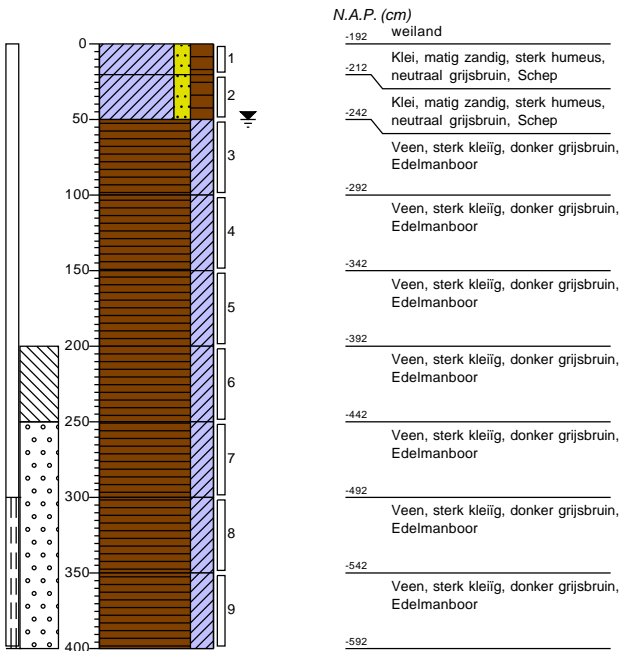 N.A.P. (cm)
0
-192 weiland
1
Klei, matig zandig, sterk humeus,
neutraal grijsbruin, Schep
-212
2
Klei, matig zandig, sterk humeus,
neutraal grijsbruin, Schep
50
-242
3
Veen, sterk kleiïg, donker grijsbruin,
Edelmanboor
100
-292
4
Veen, sterk kleiïg, donker grijsbruin,
Edelmanboor
150
-342
5
Veen, sterk kleiïg, donker grijsbruin,
Edelmanboor
200
-392
6
Veen, sterk kleiïg, donker grijsbruin,
Edelmanboor
250
-442
7
Veen, sterk kleiïg, donker grijsbruin,
Edelmanboor
300
-492
8
Veen, sterk kleiïg, donker grijsbruin,
Edelmanboor
350
-542
9
Veen, sterk kleiïg, donker grijsbruin,
Edelmanboor
400
-592